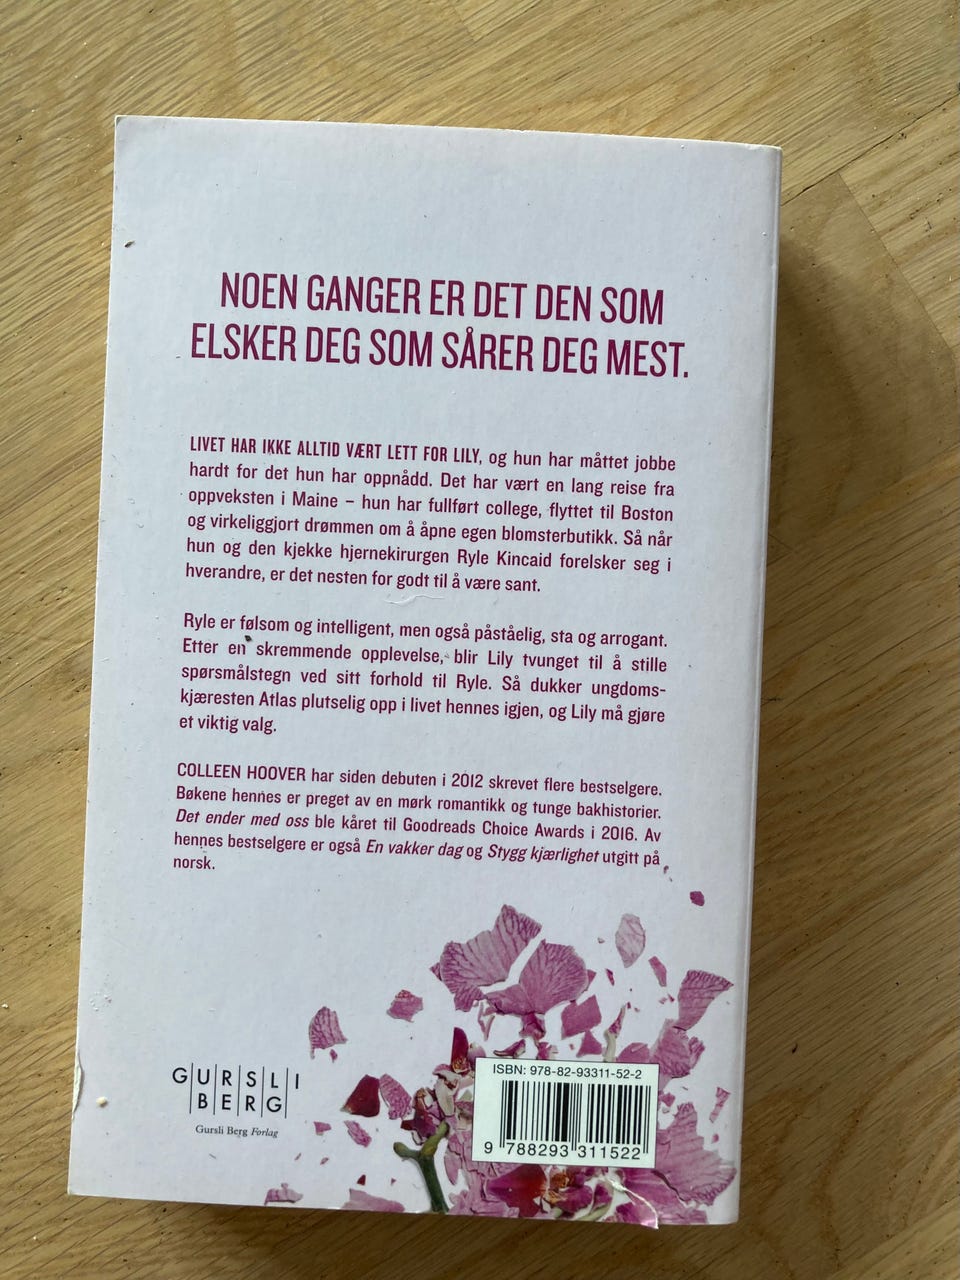 NOEN GANGER ER DET DEN SOM
ELSKER DEG SOM SÅRER DEG MEST.
LIVET HAR IKKE ALLTID VÆRT LETT FOR LILY, og hun har måttet jobbe
hardt for det hun har oppnådd. Det har vært en lang reise fra
oppveksten i Maine – hun har fullført college, flyttet til Boston
og virkeliggjort drømmen om å åpne egen blomsterbutikk. Så når
hun og den kjekke hjernekirurgen Ryle Kincaid forelsker seg i
hverandre, er det nesten for godt til å være sant.
Ryle er følsom og intelligent, men også påståelig, sta og arrogant.
Etter en skremmende opplevelse, blir Lily tvunget til å stille
spørsmålstegn ved sitt forhold til Ryle. Så dukker ungdoms-
kjæresten Atlas plutselig opp i livet hennes igjen, og Lily må gjøre
et viktig valg.
COLLEEN HOOVER har siden debuten i 2012 skrevet flere bestselgere.
Bøkene hennes er preget av en mørk romantikk og tunge bakhistorier.
Det ender med oss ble kåret til Goodreads Choice Awards i 2016. Av
hennes bestselgere er også En vakker dag og Stygg kjærlighet utgitt på
norsk.
GURSLI
BERG
Gursli Berg Forlag
ISBN: 978-82-93311-52-2
9 788293 311522